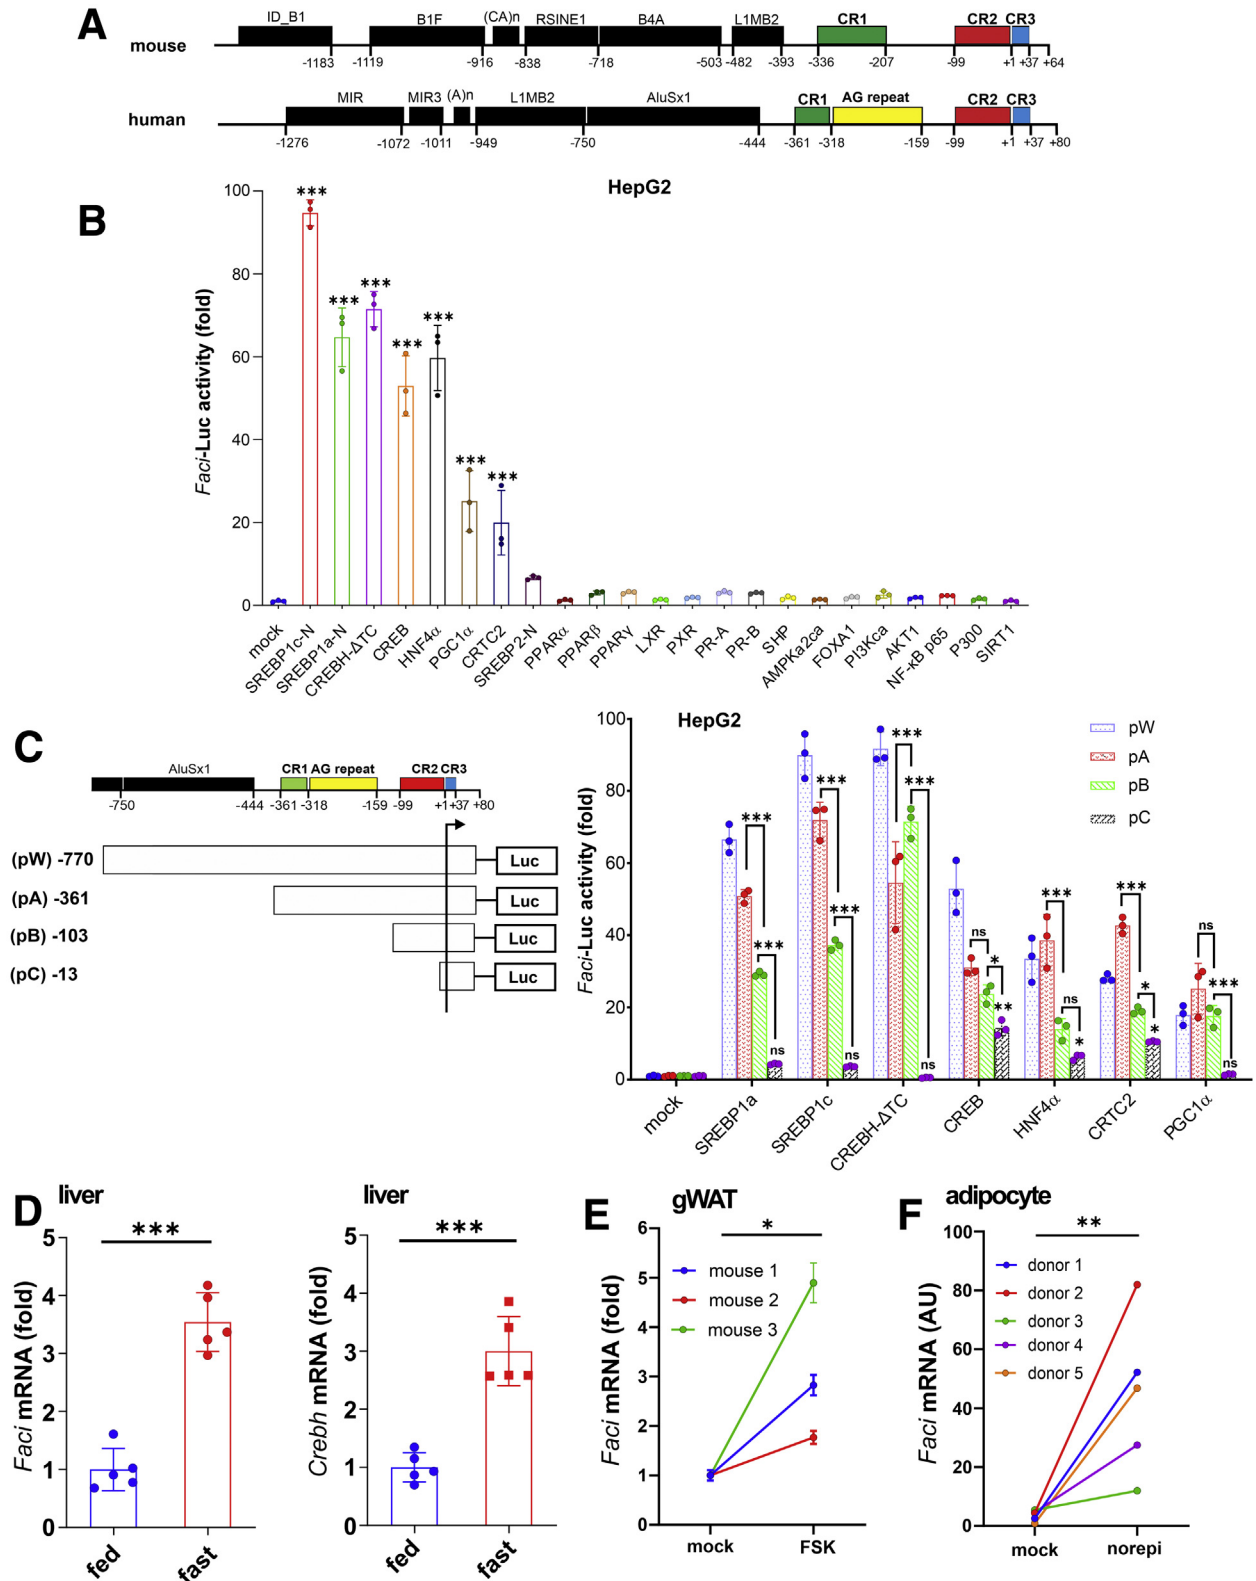 A
ID_B1 B1F (CA)n RSINE1 B4A L1MB2 CR1 CR2 CR3
mouse
-1183 -1119 -916 -838 -718 -503 -482 -393 -336 -207 -99 +1 +37 +64
MIR MIR3 (A)n L1MB2 AluSx1 CR1 AG repeat CR2 CR3
human
-1276 -1072 -1011 -949 -750 -444 -361 -318 -159 -99 +1 +37 +80
B
HepG2
Faci-Luc activity (fold)
100
80
60
40
20
0
*** *** *** *** *** *** ***
mock SREBP1c-N SREBP1a-N CREBH-ΔTC CREB HNF4α PGC1α CRTC2 SREBP2-N PPARα PPARβ PPARγ LXR PXR PR-A PR-B SHP AMPKa2ca FOXA1 PI3Kca AKT1 NF-κB p65 P300 SIRT1
C
AluSx1 CR1 AG repeat CR2 CR3
-750 -444 -361 -318 -159 -99 +1 +37 +80
(pW) -770 Luc
(pA) -361 Luc
(pB) -103 Luc
(pC) -13 Luc
HepG2
Faci-Luc activity (fold)
100
80
60
40
20
0
pW
pA
pB
pC
*** *** ns
*** *** ns
*** *** ns
ns * **
*** ns *
*** * *
ns *** ns
mock SREBP1a SREBP1c CREBH-ΔTC CREB HNF4α CRTC2 PGC1α
D
liver
***
Faci mRNA (fold)
5
4
3
2
1
0
fed fast
liver
***
Crebh mRNA (fold)
5
4
3
2
1
0
fed fast
E
gWAT
*
Faci mRNA (fold)
6
5
4
3
2
1
0
mouse 1
mouse 2
mouse 3
mock FSK
F
adipocyte
**
Faci mRNA (AU)
100
80
60
40
20
0
donor 1
donor 2
donor 3
donor 4
donor 5
mock norepi